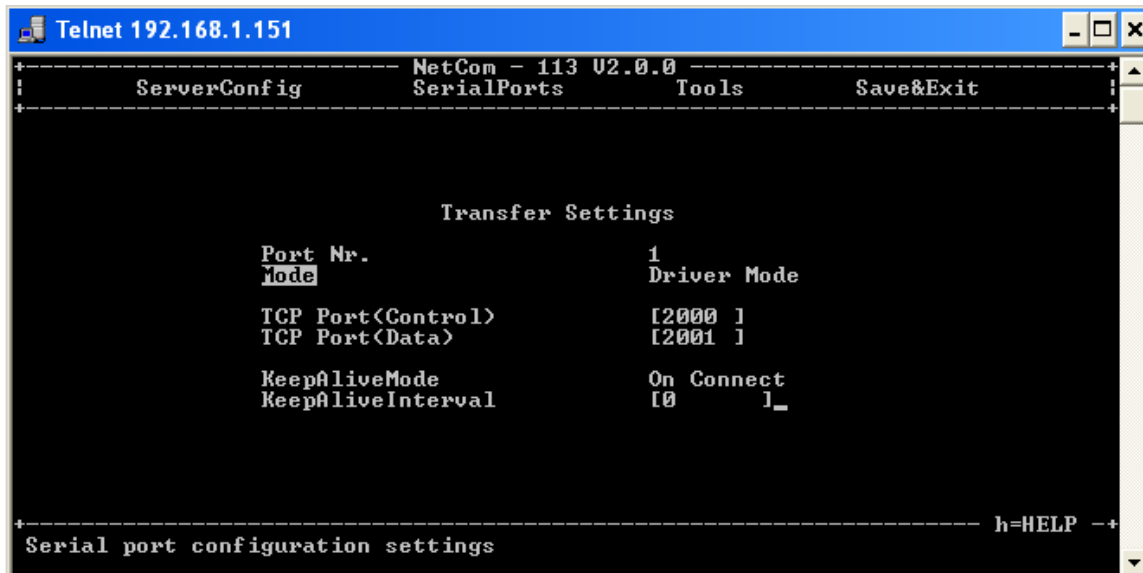 Telnet 192.168.1.151
NetCom - 113 V2.0.0
ServerConfig SerialPorts Tools Save&Exit
Transfer Settings
Port Nr. 1
Mode Driver Mode
TCP Port(Control) [2000 ]
TCP Port(Data) [2001 ]
KeepAliveMode On Connect
KeepAliveInterval [0 ]_
h=HELP
Serial port configuration settings